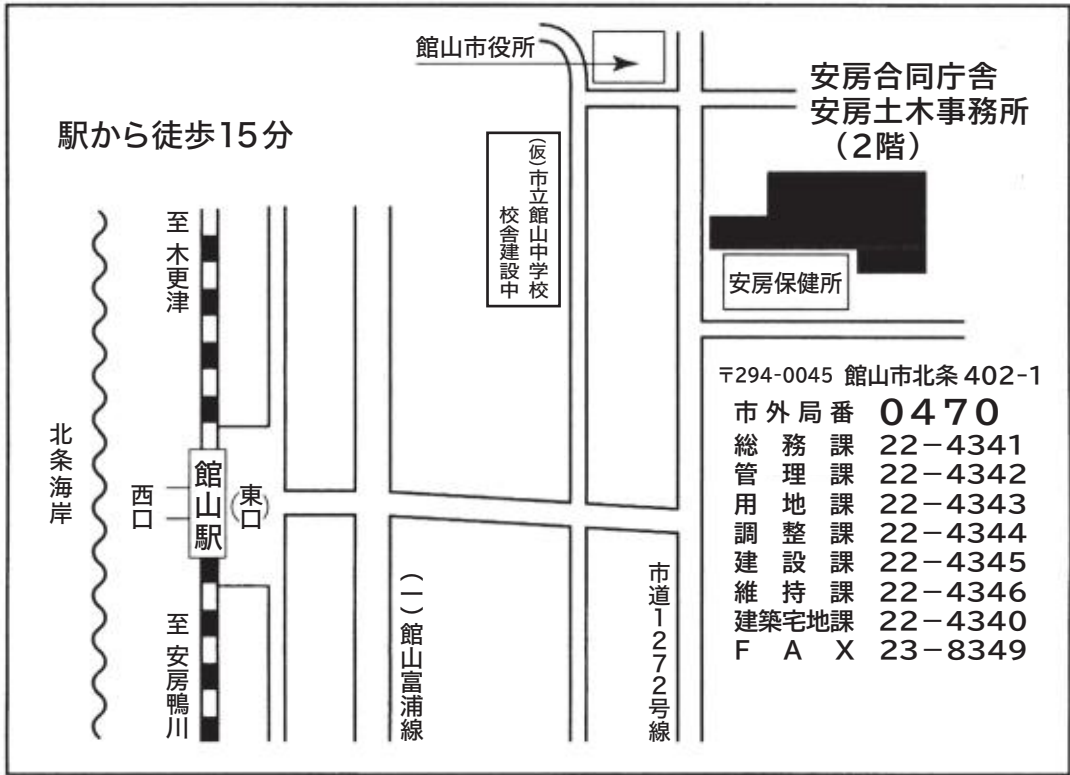 館山市役所
安房合同庁舎
安房土木事務所
（2階）
駅から徒歩15分
(仮)市立館山中学校
校舎建設中
至 木更津
安房保健所
北条海岸
西口
館山駅
(東口)
至 安房鴨川
(一)館山富浦線
市道1272号線
〒294-0045 館山市北条 402-1
市外局番 0470
総務課 22-4341
管理課 22-4342
用地課 22-4343
調整課 22-4344
建設課 22-4345
維持課 22-4346
建築宅地課 22-4340
FAX 23-8349